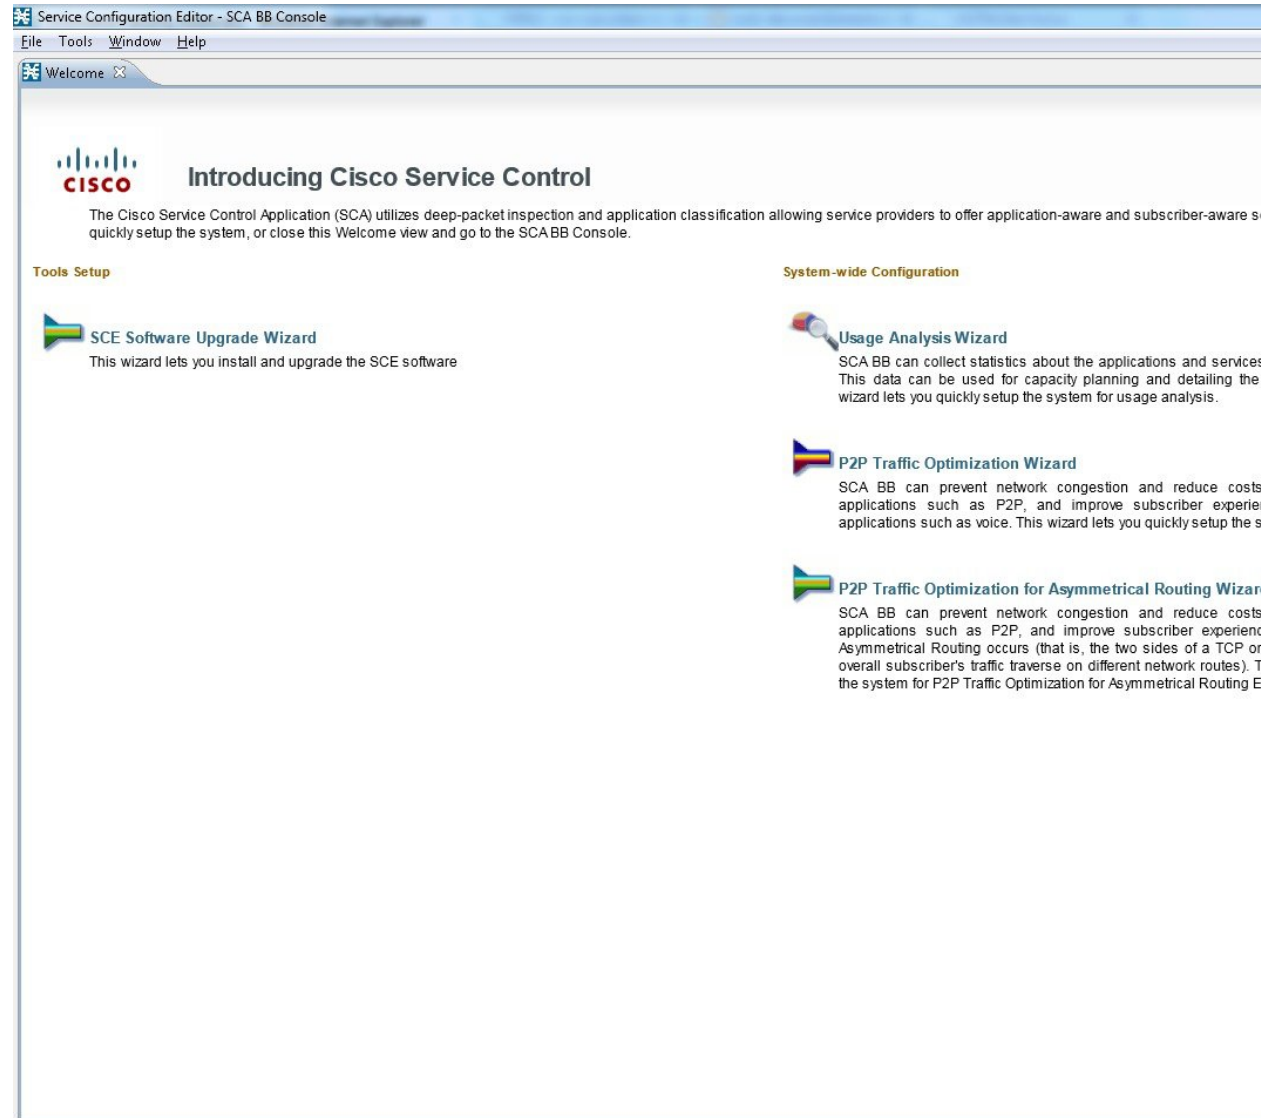 Service Configuration Editor - SCA BB Console
File Tools Window Help
Welcome
CISCO
Introducing Cisco Service Control
The Cisco Service Control Application (SCA) utilizes deep-packet inspection and application classification allowing service providers to offer application-aware and subscriber-aware
quickly setup the system, or close this Welcome view and go to the SCA BB Console.
Tools Setup
SCE Software Upgrade Wizard
This wizard lets you install and upgrade the SCE software
System-wide Configuration
Usage Analysis Wizard
SCA BB can collect statistics about the applications and services
This data can be used for capacity planning and detailing the
wizard lets you quickly setup the system for usage analysis.
P2P Traffic Optimization Wizard
SCA BB can prevent network congestion and reduce costs
applications such as P2P, and improve subscriber
applications such as voice. This wizard lets you quickly setup the
P2P Traffic Optimization for Asymmetrical Routing
SCA BB can prevent network congestion and reduce costs
applications such as P2P, and improve subscriber
Asymmetrical Routing occurs (that is, the two sides of a TCP or
overall subscriber's traffic traverse on different network routes).
the system for P2P Traffic Optimization for Asymmetrical Routing